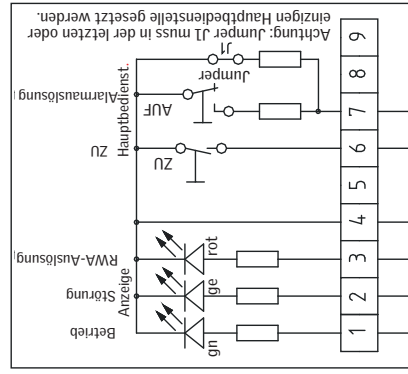 1
gn
Betrieb
2
ge
Störung
3
rot
RWA-Auslösung
Anzeige
4
5
6
ZU
ZU
7
AUF
Alarmauslösung
Hauptbedienst.
8
Jumper
J1
9
Achtung: Jumper J1 muss in der letzten oder
einzigen Hauptbedienstelle gesetzt werden.